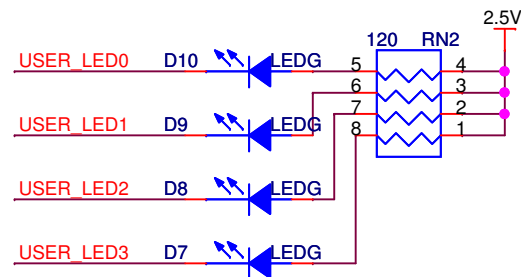 2.5V
120 RN2
USER_LED0 D10 LEDG 5 4
6 3
USER_LED1 D9 LEDG 7 2
8 1
USER_LED2 D8 LEDG
USER_LED3 D7 LEDG